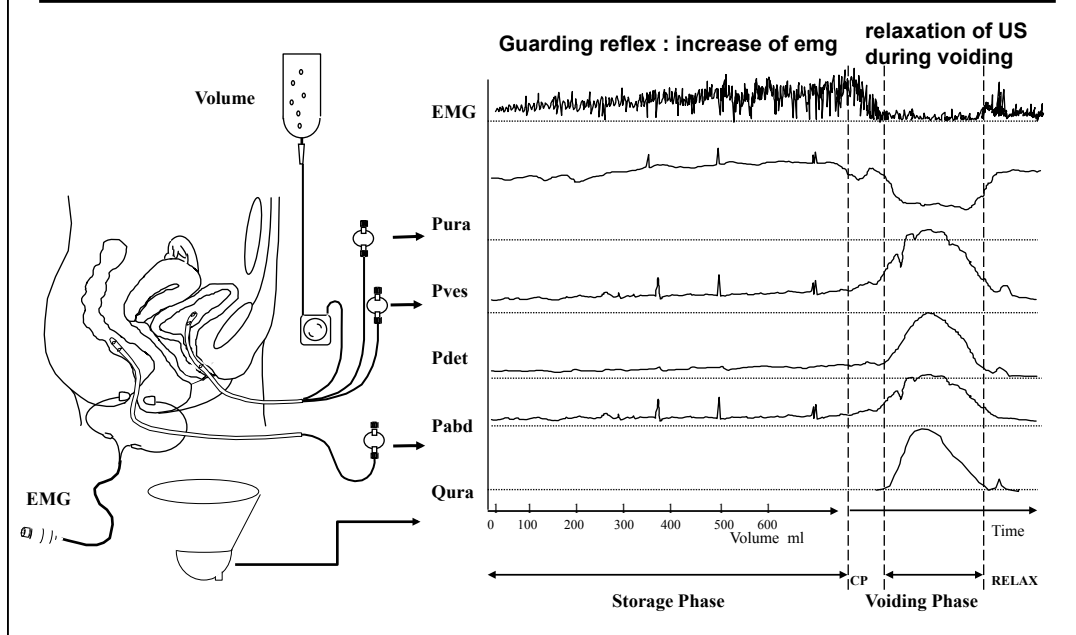 Guarding reflex : increase of emg
relaxation of US
during voiding
Volume
EMG
Pura
Pves
Pdet
Pabd
Qura
EMG
0 100 200 300 400 500 600
Volume ml
Time
CP
RELAX
Storage Phase
Voiding Phase